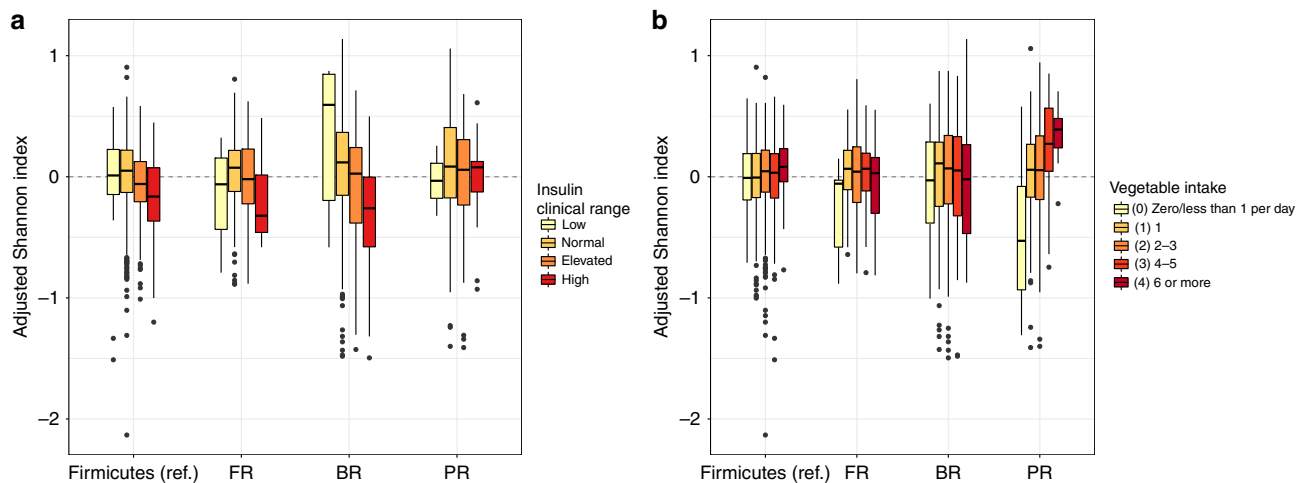 a
Adjusted Shannon index
1
0
−1
−2
Firmicutes (ref.)
FR
BR
PR
Insulin
clinical range
Low
Normal
Elevated
High
b
Adjusted Shannon index
1
0
−1
−2
Firmicutes (ref.)
FR
BR
PR
Vegetable intake
(0) Zero/less than 1 per day
(1) 1
(2) 2–3
(3) 4–5
(4) 6 or more